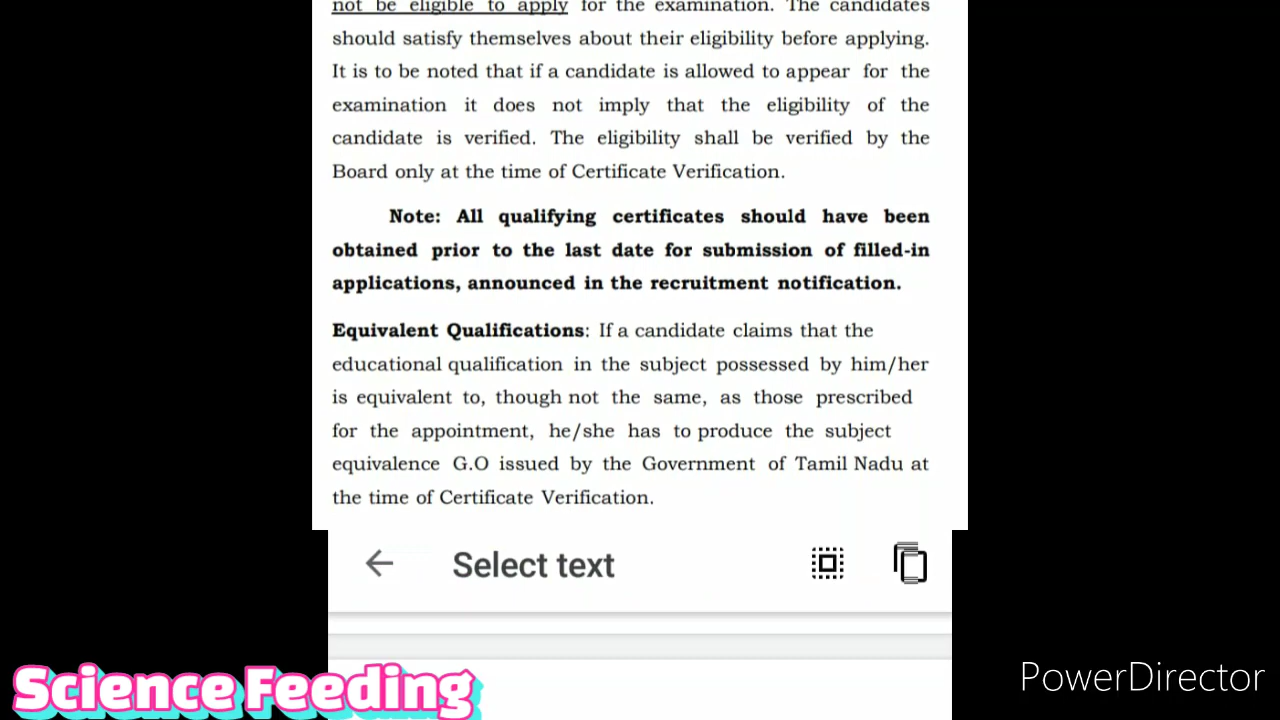 not be eligible to apply for the examination. The candidates
should satisfy themselves about their eligibility before applying.
It is to be noted that if a candidate is allowed to appear for the
examination it does not imply that the eligibility of the
candidate is verified. The eligibility shall be verified by the
Board only at the time of Certificate Verification.
Note: All qualifying certificates should have been
obtained prior to the last date for submission of filled-in
applications, announced in the recruitment notification.
Equivalent Qualifications: If a candidate claims that the
educational qualification in the subject possessed by him/her
is equivalent to, though not the same, as those prescribed
for the appointment, he/she has to produce the subject
equivalence G.O issued by the Government of Tamil Nadu at
the time of Certificate Verification.
Select text
Science Feeding
PowerDirector